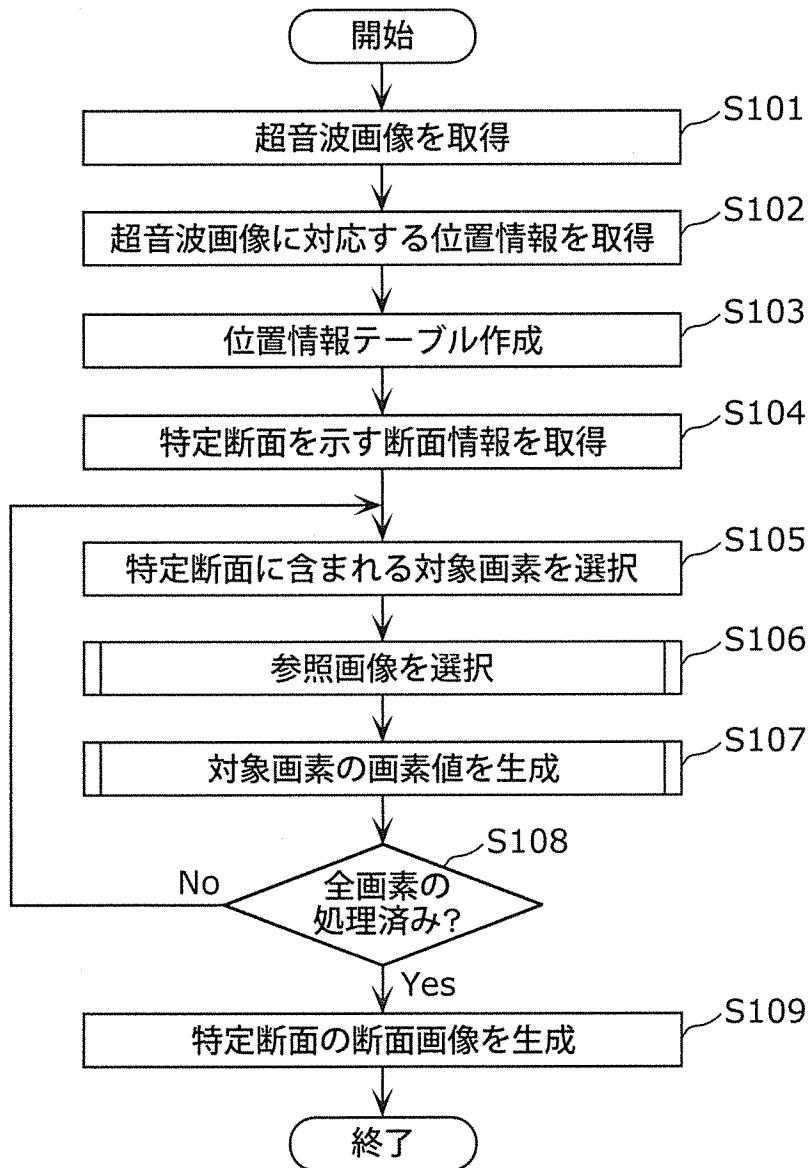 開始
S101
超音波画像を取得
S102
超音波画像に対応する位置情報を取得
S103
位置情報テーブル作成
S104
特定断面を示す断面情報を取得
S105
特定断面に含まれる対象画素を選択
S106
参照画像を選択
S107
対象画素の画素値を生成
S108
No
全画素の
処理済み?
Yes
S109
特定断面の断面画像を生成
終了